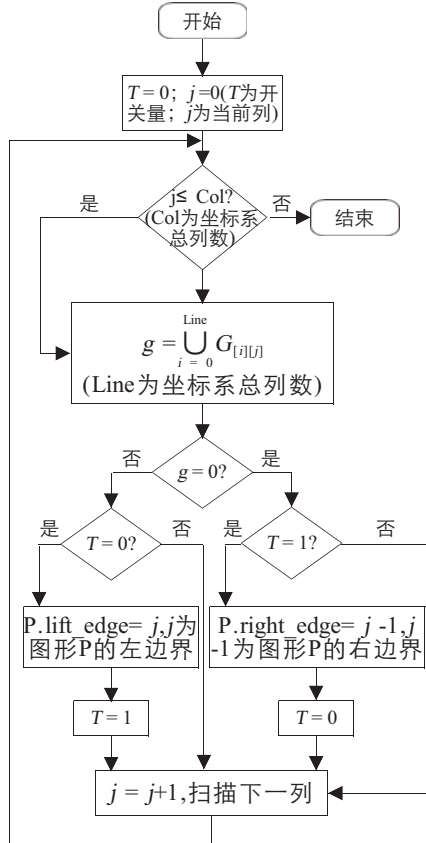 开始
T = 0；j=0(T为开
关量；j为当前列)
j≤ Col?
(Col为坐标系
总列数)
是
否
结束
Line
g = ⋃ G[i][j]
i = 0
(Line为坐标系总列数)
否
g = 0?
是
是
T = 0?
否
是
T = 1?
否
P.lift_edge= j,j为
图形P的左边界
P.right_edge= j -1,j
-1为图形P的右边界
T = 1
T = 0
j = j+1,扫描下一列